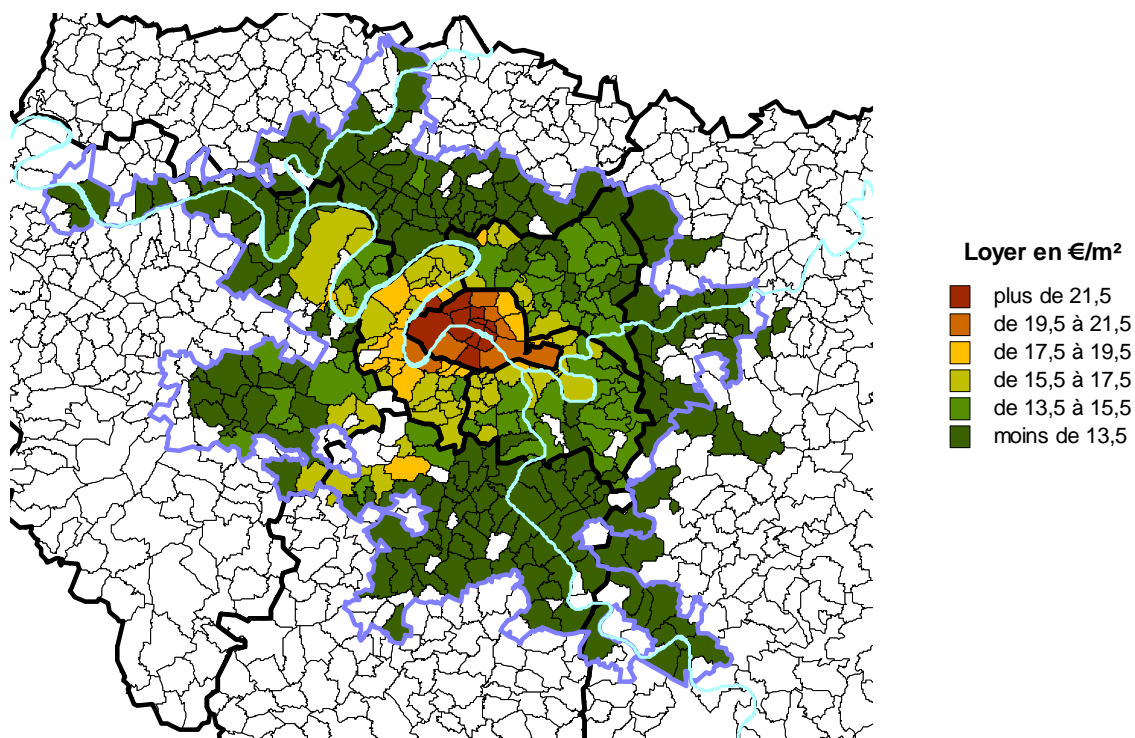 Loyer en €/m²
plus de 21,5
de 19,5 à 21,5
de 17,5 à 19,5
de 15,5 à 17,5
de 13,5 à 15,5
moins de 13,5